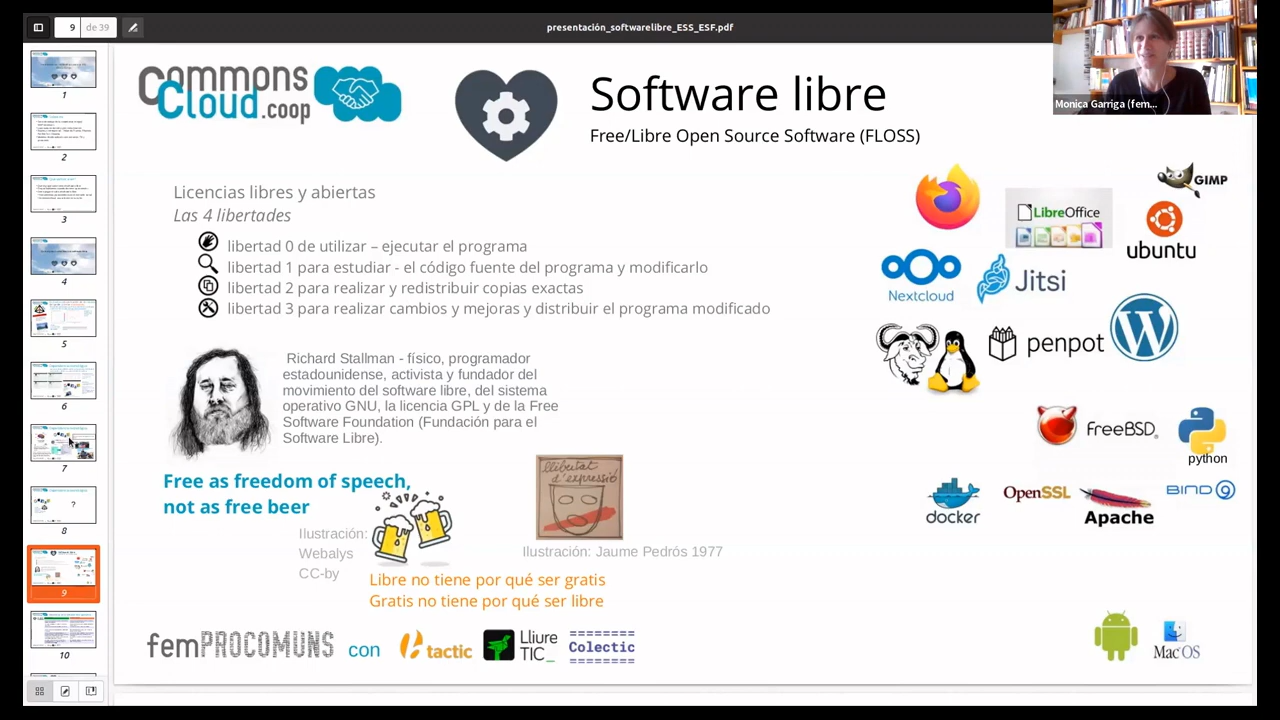 9
de 39
presentación_softwarelibre_ESS_ESF.pdf
Monica Garriga (fem...
1
2
3
4
5
6
7
8
9
10
CommonsCloud.coop
Software libre
Free/Libre Open Source Software (FLOSS)
Licencias libres y abiertas
Las 4 libertades
libertad 0 de utilizar – ejecutar el programa
libertad 1 para estudiar - el código fuente del programa y modificarlo
libertad 2 para realizar y redistribuir copias exactas
libertad 3 para realizar cambios y mejoras y distribuir el programa modificado
GIMP
LibreOffice
ubuntu
Nextcloud
Jitsi
penpot
FreeBSD
python
docker
OpenSSL
Apache
BIND 9
Richard Stallman - físico, programador
estadounidense, activista y fundador del
movimiento del software libre, del sistema
operativo GNU, la licencia GPL y de la Free
Software Foundation (Fundación para el
Software Libre).
Free as freedom of speech,
not as free beer
Ilustración:
Webalys
CC-by
llibertat
d'expressió
Ilustración: Jaume Pedrós 1977
Libre no tiene por qué ser gratis
Gratis no tiene por qué ser libre
femPROCOMUNS
con
tactic
Lliure
TIC_
Colectic
MacOS